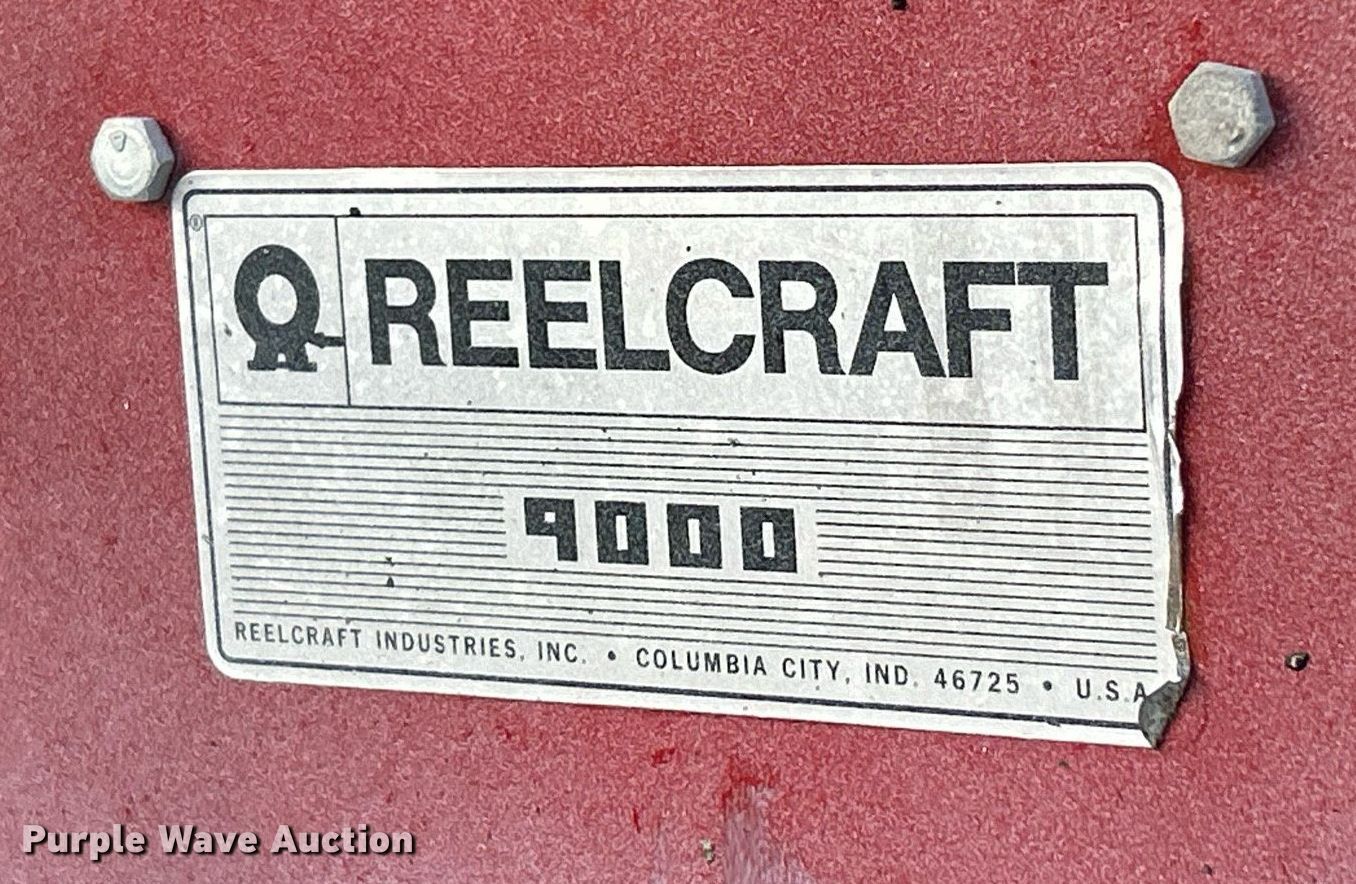 ®
REELCRAFT
9000
REELCRAFT INDUSTRIES, INC. • COLUMBIA CITY, IND. 46725 • U.S.A
Purple Wave Auction